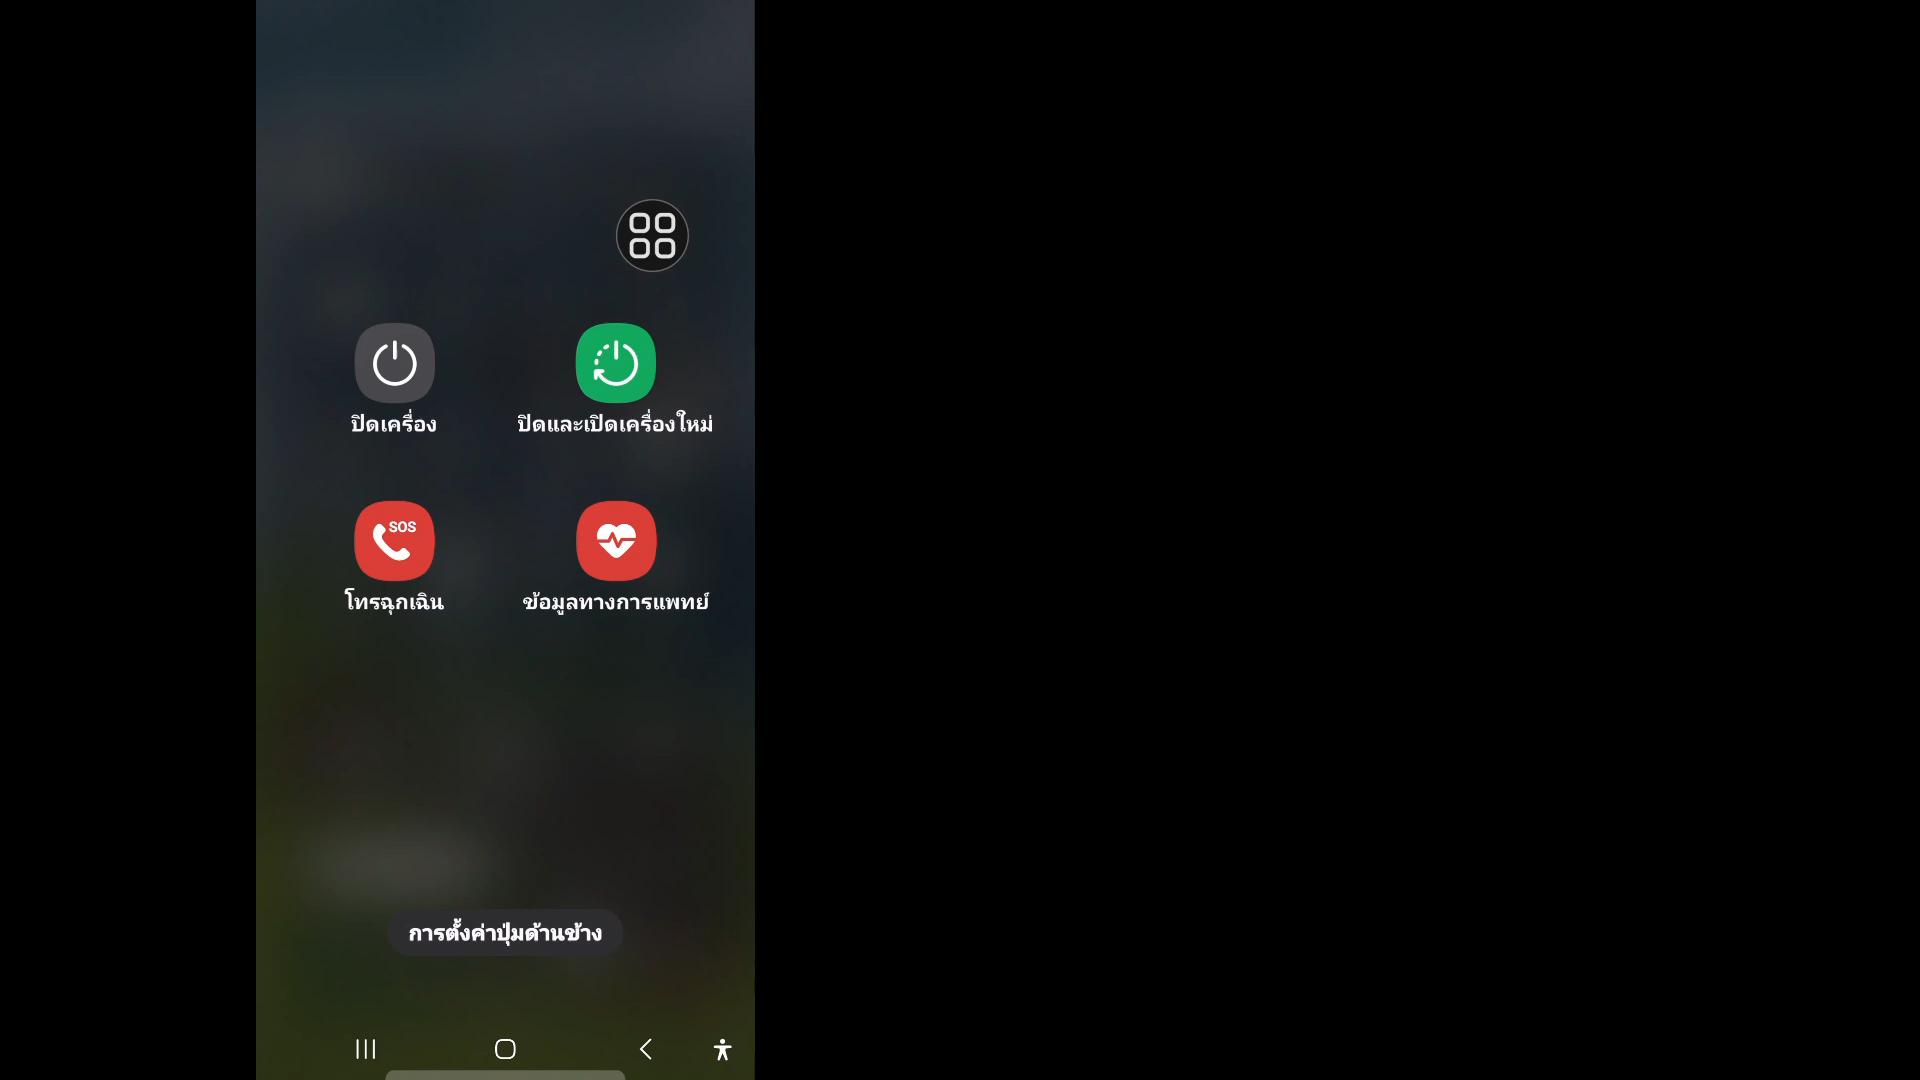 ปิดเครื่อง
ปิดและเปิดเครื่องใหม่
SOS
โทรฉุกเฉิน
ข้อมูลทางการแพทย์
การตั้งค่าปุ่มด้านข้าง